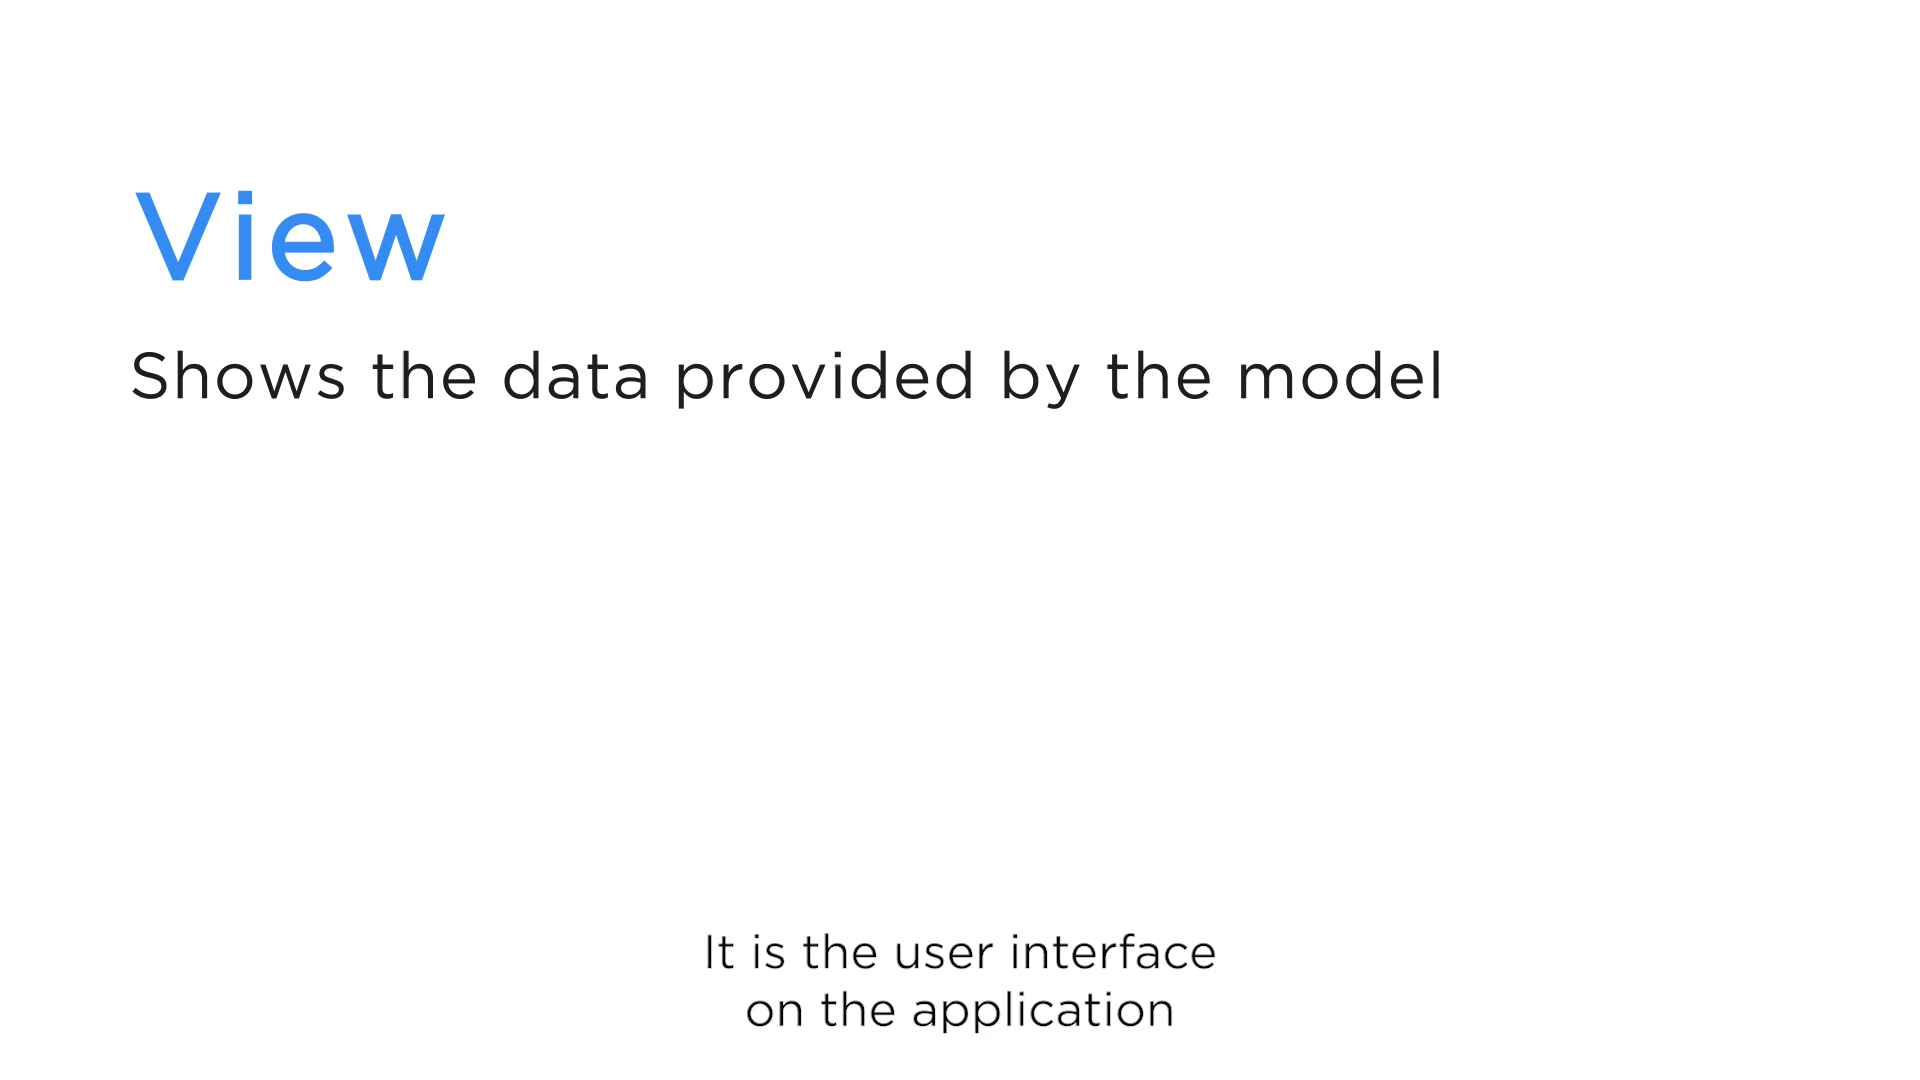 View
Shows the data provided by the model
It is the user interface
on the application